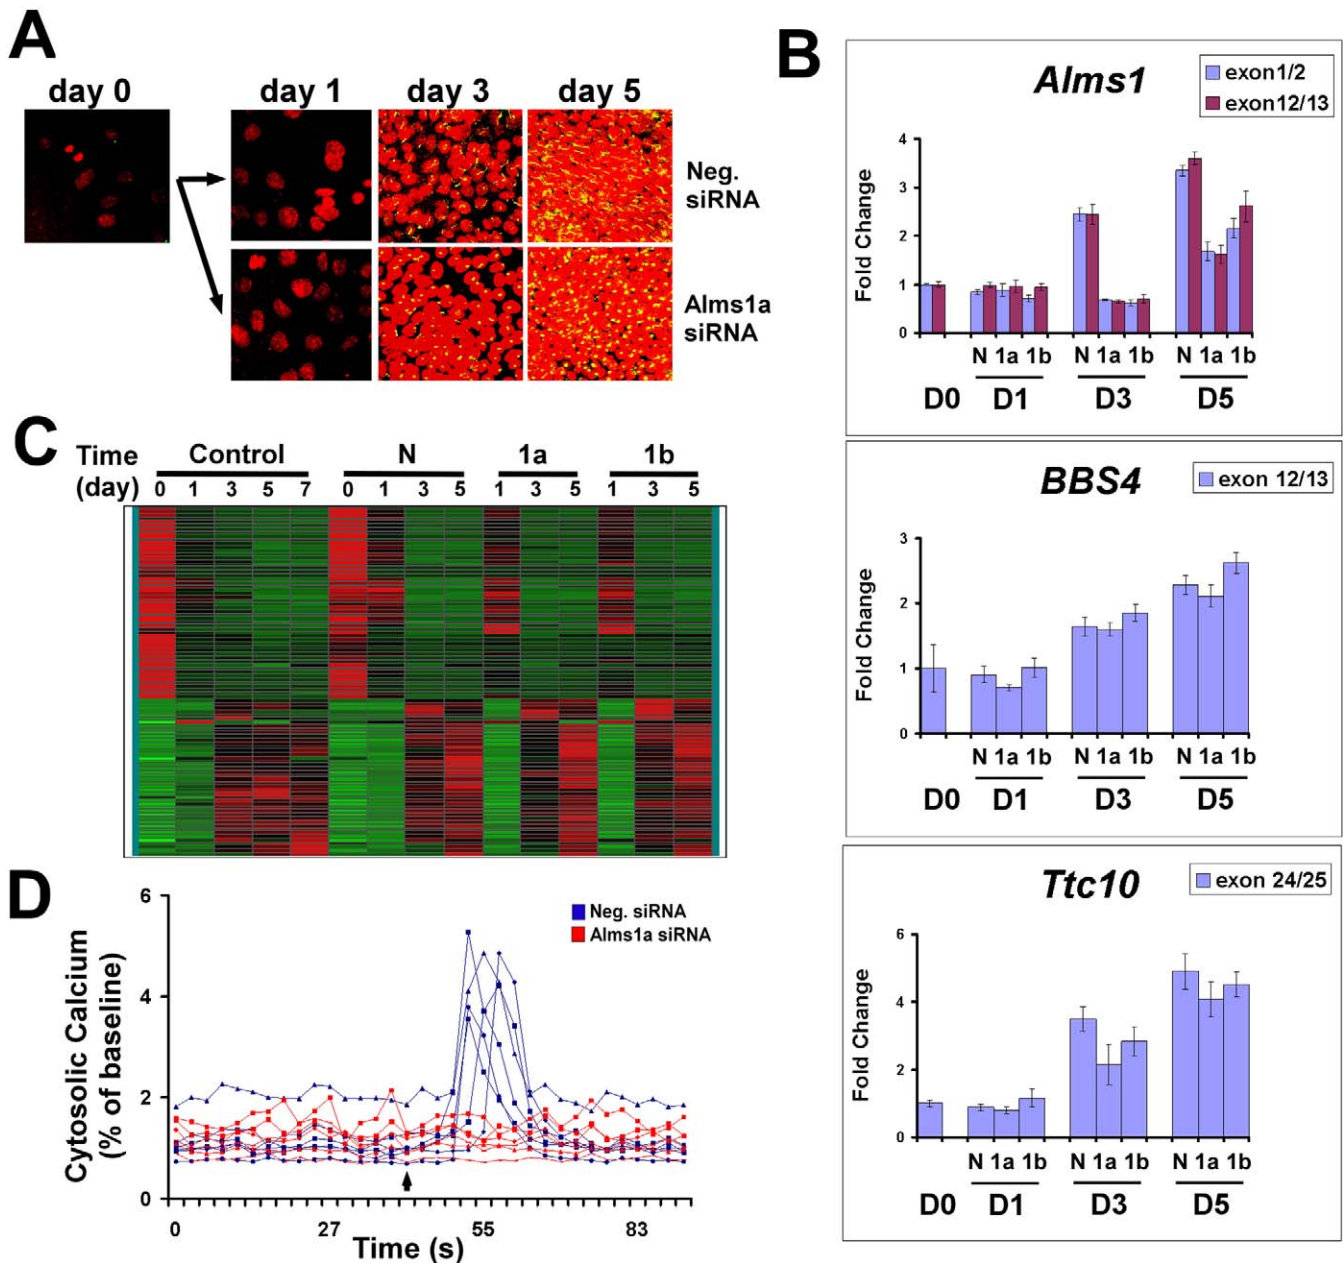 A
day 0
day 1
day 3
day 5
Neg.
siRNA
Alms1a
siRNA
B
Alms1
exon1/2
exon12/13
Fold Change
4
3
2
1
0
N 1a 1b
N 1a 1b
N 1a 1b
D0
D1
D3
D5
BBS4
exon 12/13
Fold Change
3
2
1
0
N 1a 1b
N 1a 1b
N 1a 1b
D0
D1
D3
D5
Ttc10
exon 24/25
Fold Change
6
4
2
0
N 1a 1b
N 1a 1b
N 1a 1b
D0
D1
D3
D5
C
Time
(day)
Control
N
1a
1b
0 1 3 5 7 0 1 3 5 1 3 5 1 3 5
D
Neg. siRNA
Alms1a siRNA
Cytosolic Calcium
(% of baseline)
6
4
2
0
0 27 55 83
Time (s)